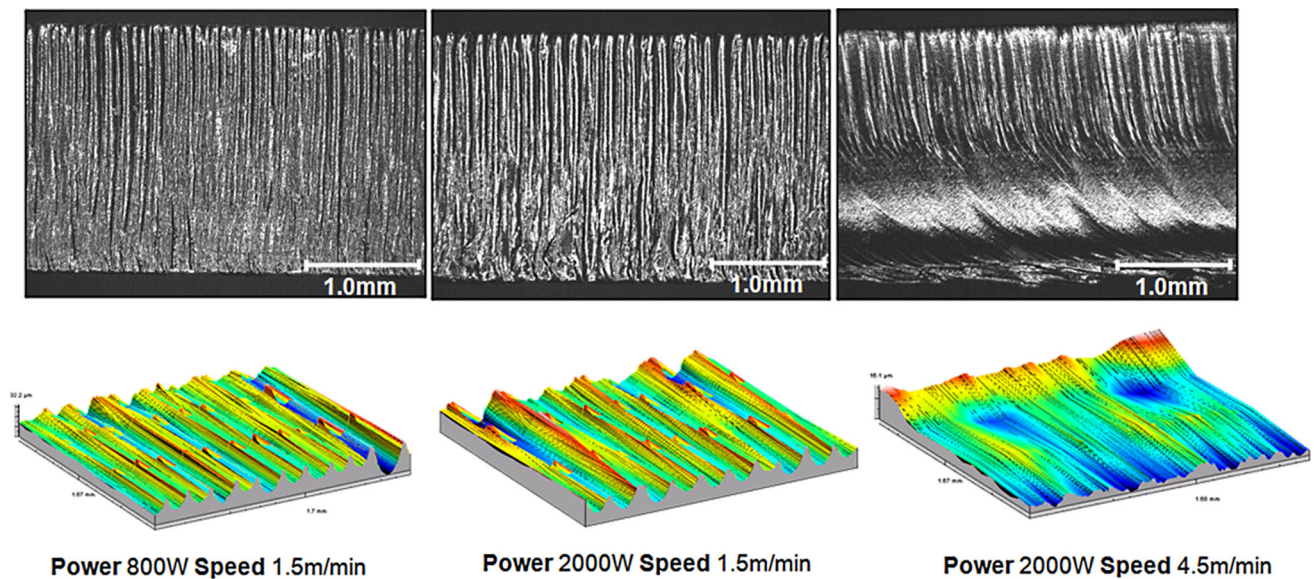 1.0mm
1.0mm
1.0mm
32.2 µm
1.67 mm
1.7 mm
16.1 µm
1.67 mm
1.60 mm
Power 800W Speed 1.5m/min
Power 2000W Speed 1.5m/min
Power 2000W Speed 4.5m/min